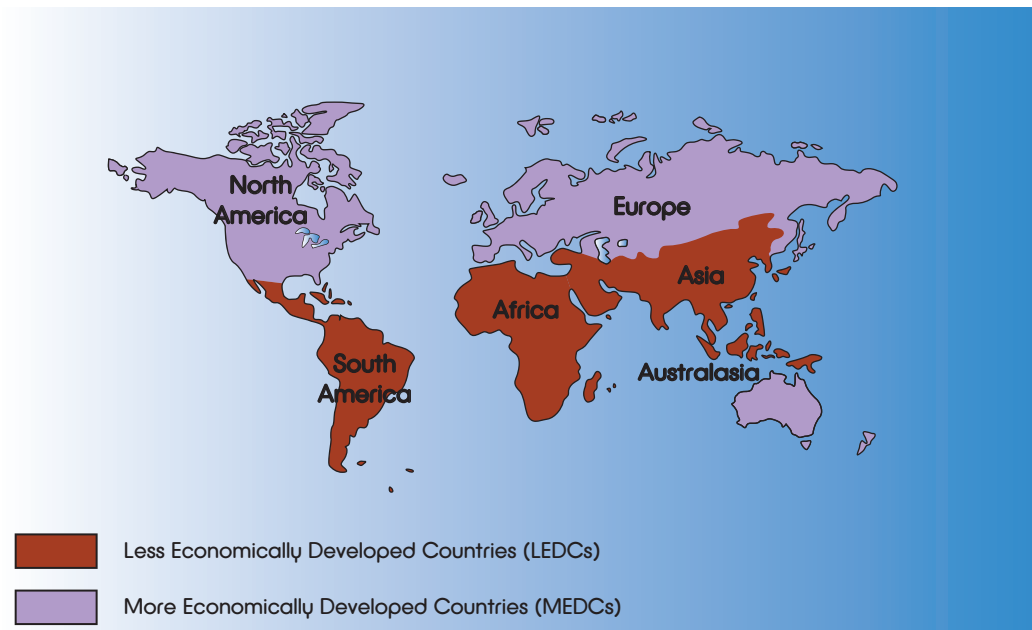 North
America
Europe
Asia
Africa
South
America
Australasia
Less Economically Developed Countries (LEDCs)
More Economically Developed Countries (MEDCs)